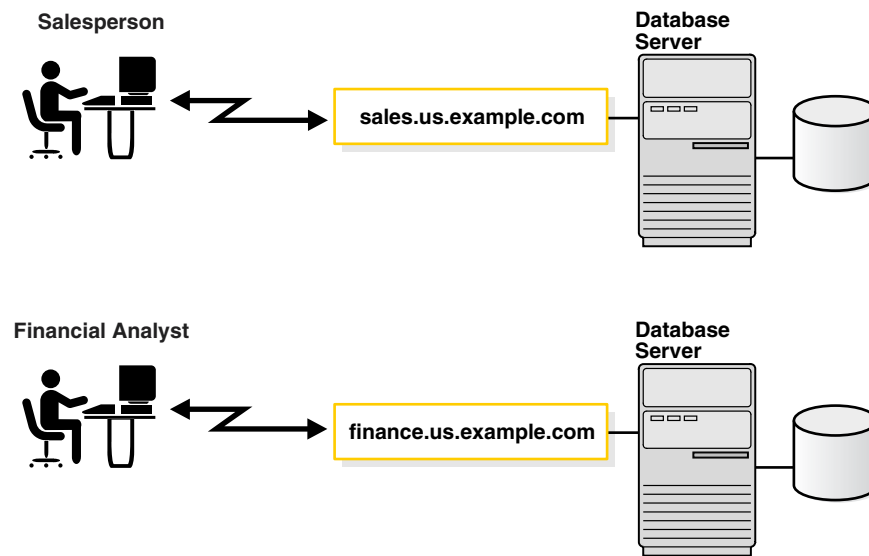 Salesperson
Database
Server
sales.us.example.com
Financial Analyst
Database
Server
finance.us.example.com